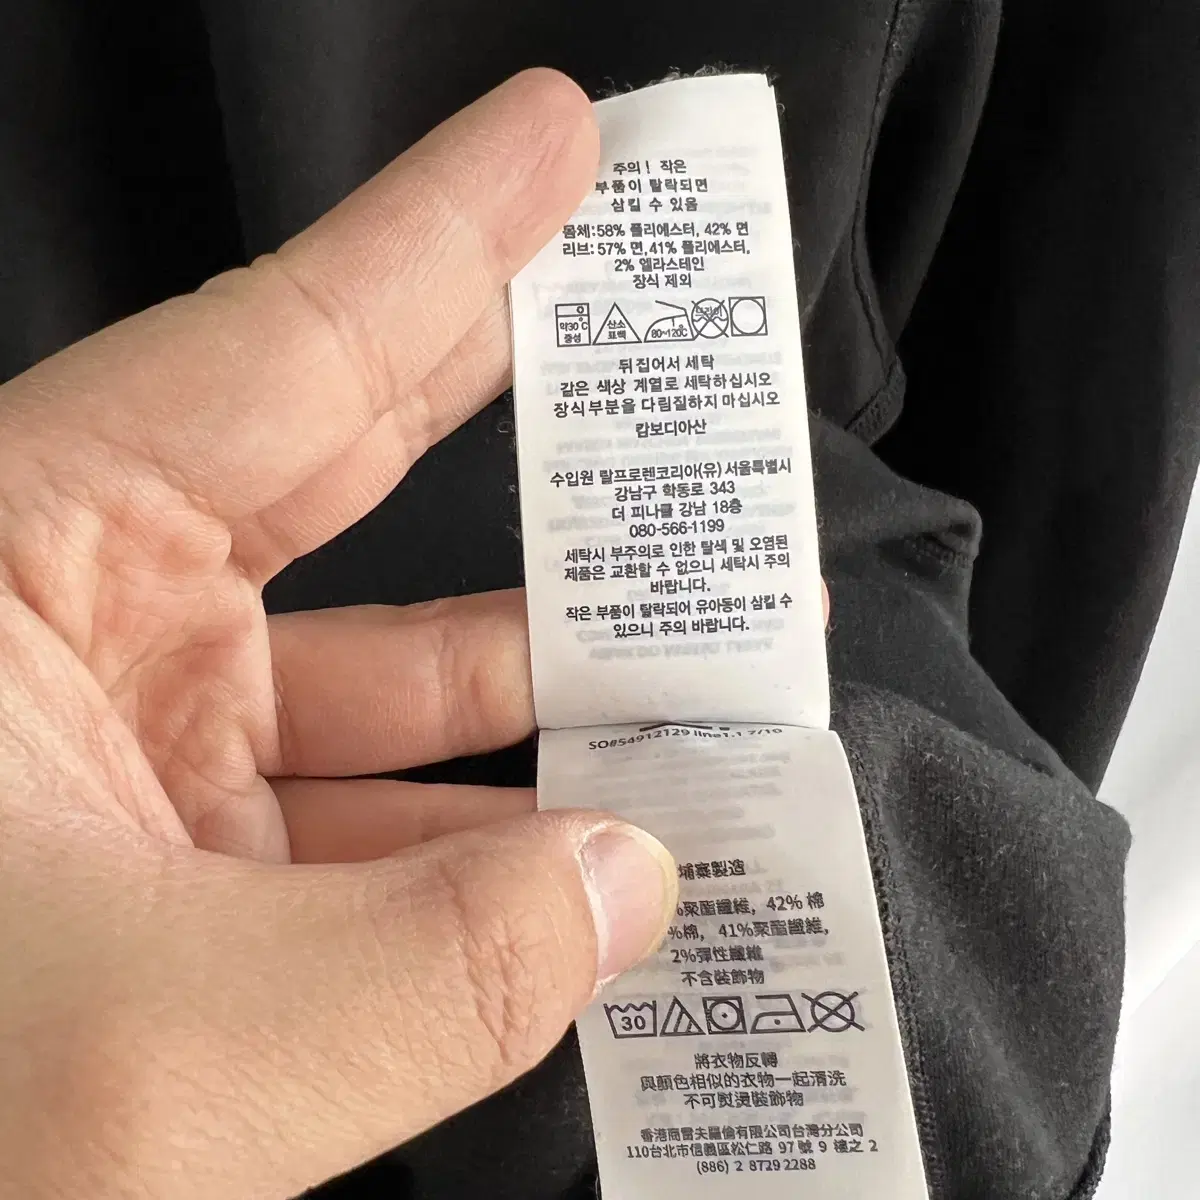 주의! 작은
부품이 탈락되면
삼킬 수 있음
몸체:58% 폴리에스터, 42% 면
리브:57% 면,41% 폴리에스터,
2% 엘라스테인
장식 제외
약30℃
중성
산소
표백
80~120℃
드라이
뒤집어서 세탁
같은 색상 계열로 세탁하십시오
장식부분을 다림질하지 마십시오
캄보디아산
수입원 랄프로렌코리아(유) 서울특별시
강남구 학동로 343
더 피나클 강남 18층
080-566-1199
세탁시 부주의로 인한 탈색 및 오염된
제품은 교환할 수 없으니 세탁시 주의
바랍니다.
작은 부품이 탈락되어 유아동이 삼킬 수
있으니 주의 바랍니다.
SO#54912129 line1.1 7/10
埔寨製造
%聚酯纖維, 42% 棉
%棉, 41%聚酯纖維,
2%彈性纖維
不含裝飾物
30
將衣物反轉
與顏色相似的衣物一起清洗
不可熨燙裝飾物
香港商雷夫羅倫有限公司台灣分公司
110台北市信義區松仁路 97 號 9 樓之 2
(886) 2 8729 2288